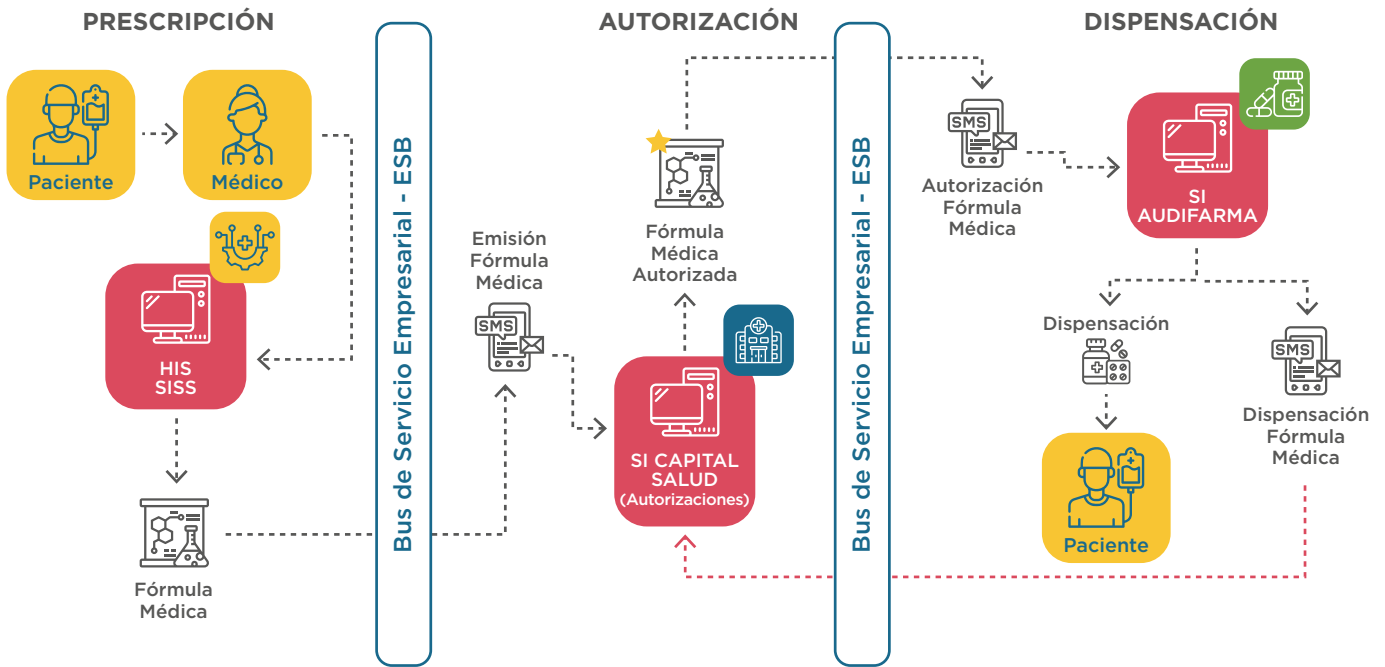 PRESCRIPCIÓN
Paciente
Médico
HIS
SISS
Fórmula
Médica
Bus de Servicio Empresarial - ESB
AUTORIZACIÓN
Emisión
Fórmula
Médica
SMS
Fórmula
Médica
Autorizada
SI CAPITAL
SALUD
(Autorizaciones)
Bus de Servicio Empresarial - ESB
DISPENSACIÓN
SMS
Autorización
Fórmula
Médica
SI
AUDIFARMA
Dispensación
Paciente
SMS
Dispensación
Fórmula
Médica